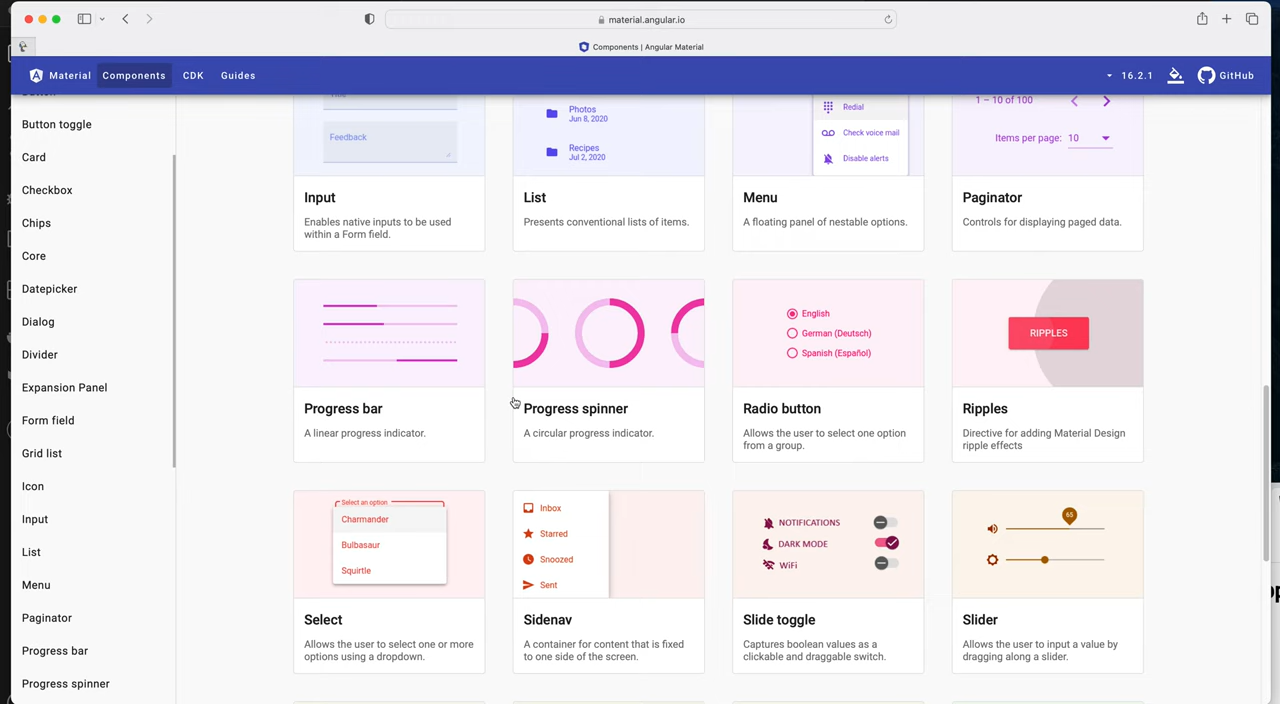 material.angular.io
Components | Angular Material
Material
Components
CDK
Guides
16.2.1
GitHub
Button toggle
Card
Checkbox
Chips
Core
Datepicker
Dialog
Divider
Expansion Panel
Form field
Grid list
Icon
Input
List
Menu
Paginator
Progress bar
Progress spinner
Feedback
Input
Enables native inputs to be used
within a Form field.
Photos
Jun 8, 2020
Recipes
Jul 2, 2020
List
Presents conventional lists of items.
Redial
Check voice mail
Disable alerts
Menu
A floating panel of nestable options.
1 – 10 of 100
Items per page: 10
Paginator
Controls for displaying paged data.
Progress bar
A linear progress indicator.
Progress spinner
A circular progress indicator.
English
German (Deutsch)
Spanish (Español)
Radio button
Allows the user to select one option
from a group.
RIPPLES
Ripples
Directive for adding Material Design
ripple effects
Select an option
Charmander
Bulbasaur
Squirtle
Select
Allows the user to select one or more
options using a dropdown.
Inbox
Starred
Snoozed
Sent
Sidenav
A container for content that is fixed
to one side of the screen.
NOTIFICATIONS
DARK MODE
WiFi
Slide toggle
Captures boolean values as a
clickable and draggable switch.
65
Slider
Allows the user to input a value by
dragging along a slider.